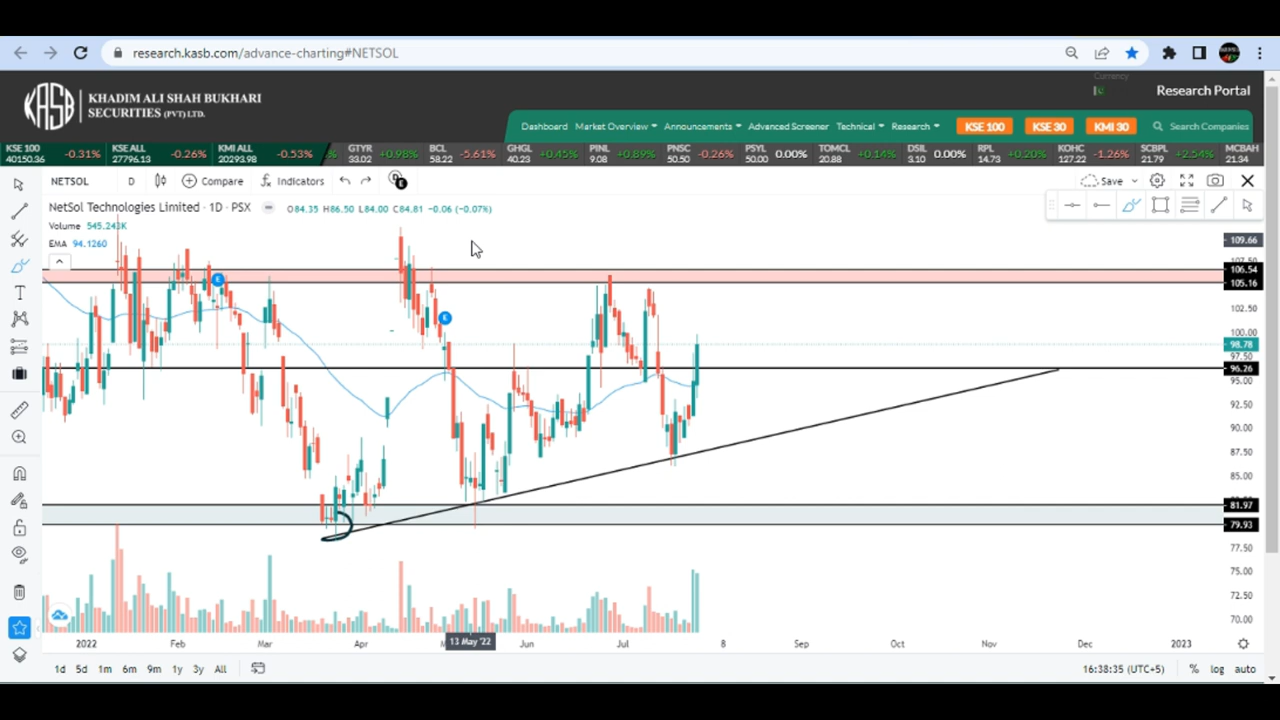 research.kasb.com/advance-charting#NETSOL
KASB
KHADIM ALI SHAH BUKHARI
SECURITIES (PVT) LTD.
Currency
Research Portal
Dashboard Market Overview Announcements Advanced Screener Technical Research KSE 100 KSE 30 KMI 30 Search Companies
KSE 100 -0.31% KSE ALL -0.26% KMI ALL -0.53% GTYR +0.98% BCL -5.61% GHGL +0.45% PINL +0.89% PNSC -0.26% PSYL 0.00% TOMCL +0.14% DSIL 0.00% RPL +0.20% KOHC -1.26% SCBPL +2.54% MCBAH
40150.36 27796.13 20293.98 33.02 58.22 40.23 9.08 50.50 50.00 20.88 3.10 14.73 127.22 21.79 21.34
NETSOL D Compare Indicators Save
NetSol Technologies Limited · 1D · PSX O84.35 H86.50 L84.00 C84.81 -0.06 (-0.07%)
Volume 545.243K
EMA 94.1260
109.66
106.54
105.16
102.50
100.00
98.78
97.50
96.26
95.00
92.50
90.00
87.50
85.00
81.97
79.93
77.50
75.00
72.50
70.00
E
E
2022 Feb Mar Apr 13 May '22 Jun Jul 8 Sep Oct Nov Dec 2023
1d 5d 1m 6m 9m 1y 3y All 16:38:35 (UTC+5) % log auto